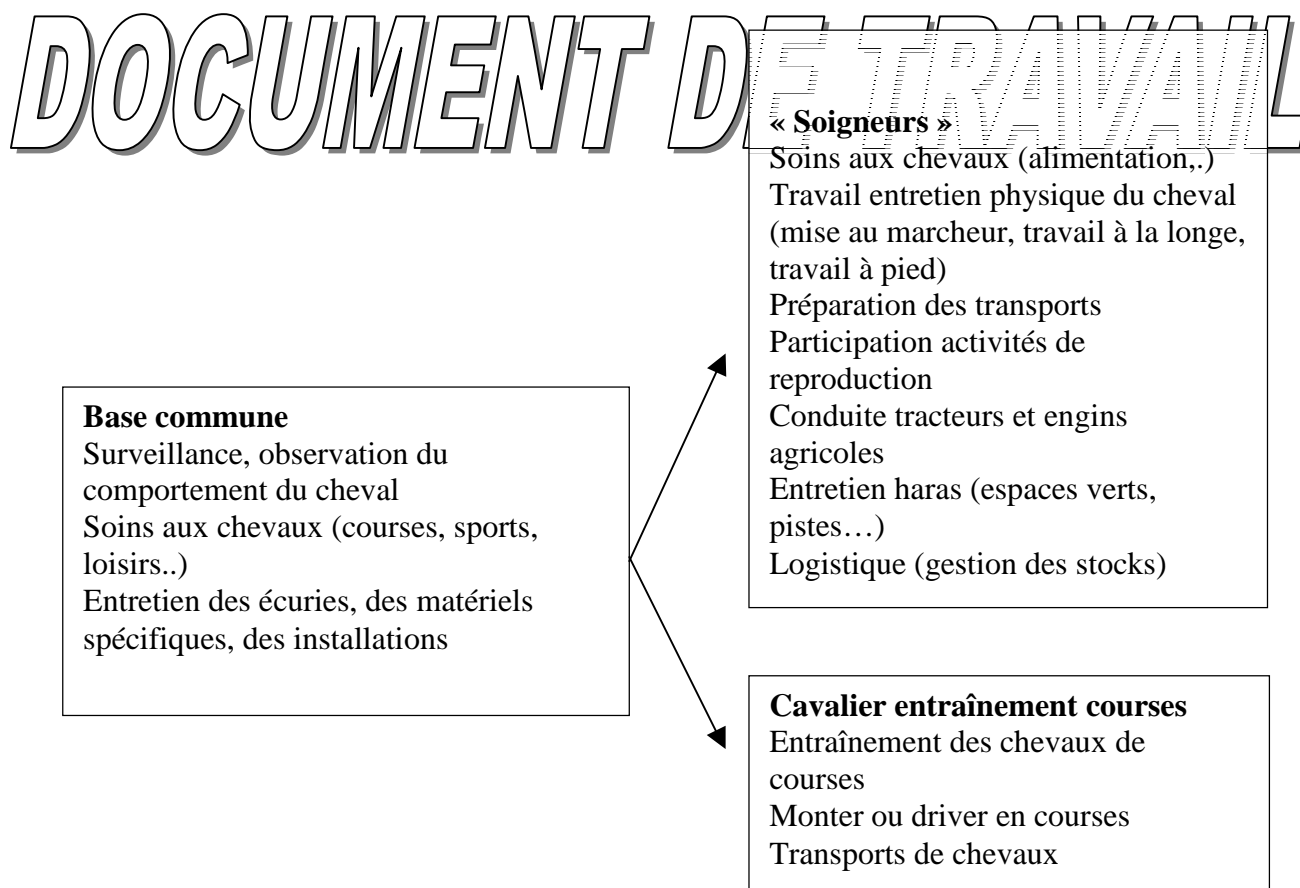 DOCUMENT DE TRAVAIL
« Soigneurs »
Soins aux chevaux (alimentation,.)
Travail entretien physique du cheval
(mise au marcheur, travail à la longe,
travail à pied)
Préparation des transports
Participation activités de
reproduction
Conduite tracteurs et engins
agricoles
Entretien haras (espaces verts,
pistes…)
Logistique (gestion des stocks)
Base commune
Surveillance, observation du
comportement du cheval
Soins aux chevaux (courses, sports,
loisirs..)
Entretien des écuries, des matériels
spécifiques, des installations
Cavalier entraînement courses
Entraînement des chevaux de
courses
Monter ou driver en courses
Transports de chevaux